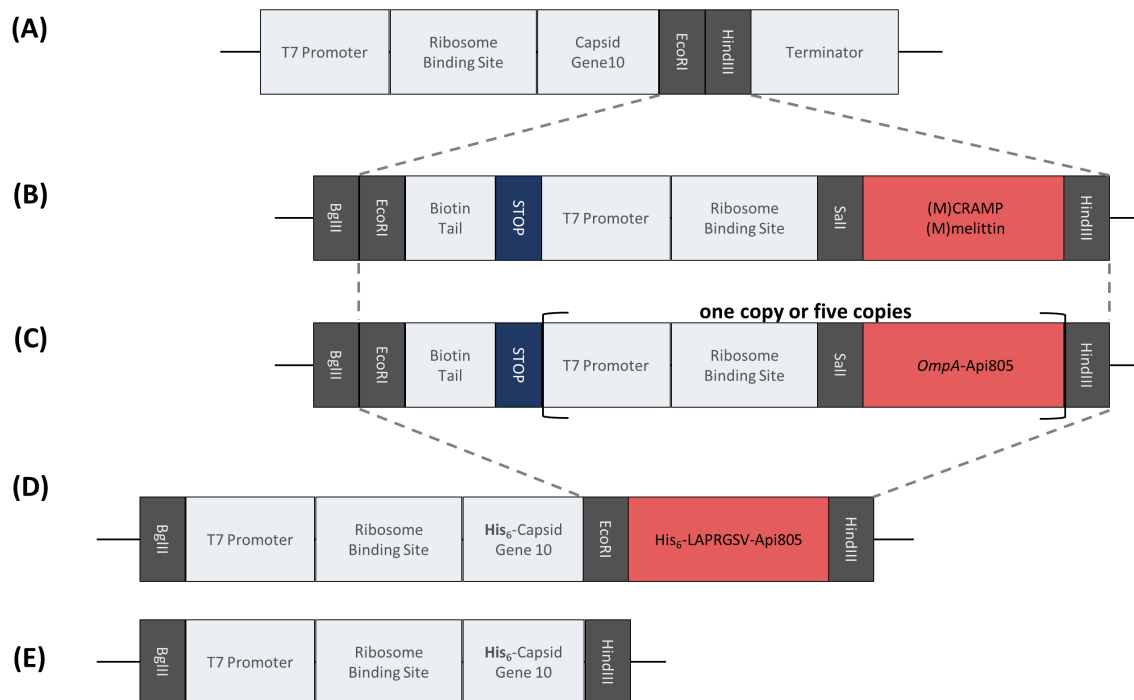 (A)
T7 Promoter
Ribosome
Binding Site
Capsid
Gene10
EcoRI
HindIII
Terminator
(B)
BglII
EcoRI
Biotin
Tail
STOP
T7 Promoter
Ribosome
Binding Site
SalI
(M)CRAMP
(M)melittin
HindIII
one copy or five copies
(C)
BglII
EcoRI
Biotin
Tail
STOP
T7 Promoter
Ribosome
Binding Site
SalI
OmpA-Api805
HindIII
(D)
BglII
T7 Promoter
Ribosome
Binding Site
His₆-Capsid
Gene 10
EcoRI
His₆-LAPRGSV-Api805
HindIII
(E)
BglII
T7 Promoter
Ribosome
Binding Site
His₆-Capsid
Gene 10
HindIII